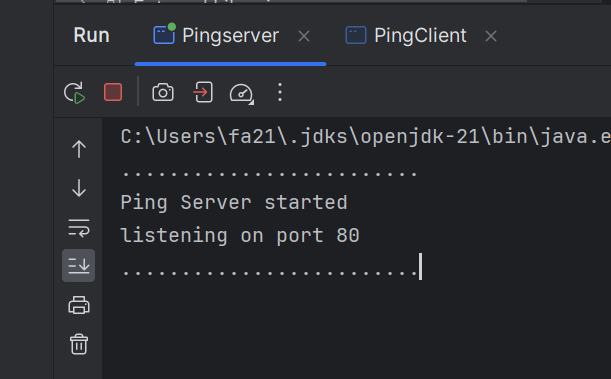 Run Pingserver PingClient
C:\Users\fa21\.jdks\openjdk-21\bin\java.e
.........................
Ping Server started
listening on port 80
.........................